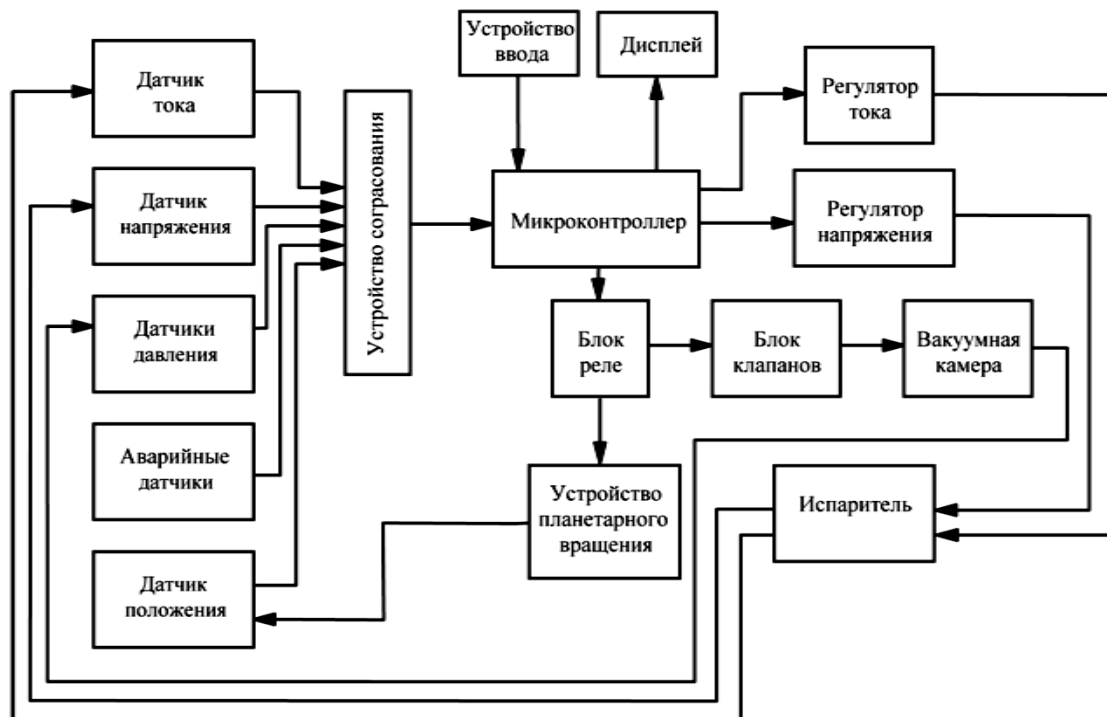 Устройство
ввода
Дисплей
Датчик
тока
Регулятор
тока
Устройство сограсования
Датчик
напряжения
Микроконтроллер
Регулятор
напряжения
Датчики
давления
Блок
реле
Блок
клапанов
Вакуумная
камера
Аварийные
датчики
Устройство
планетарного
вращения
Испаритель
Датчик
положения